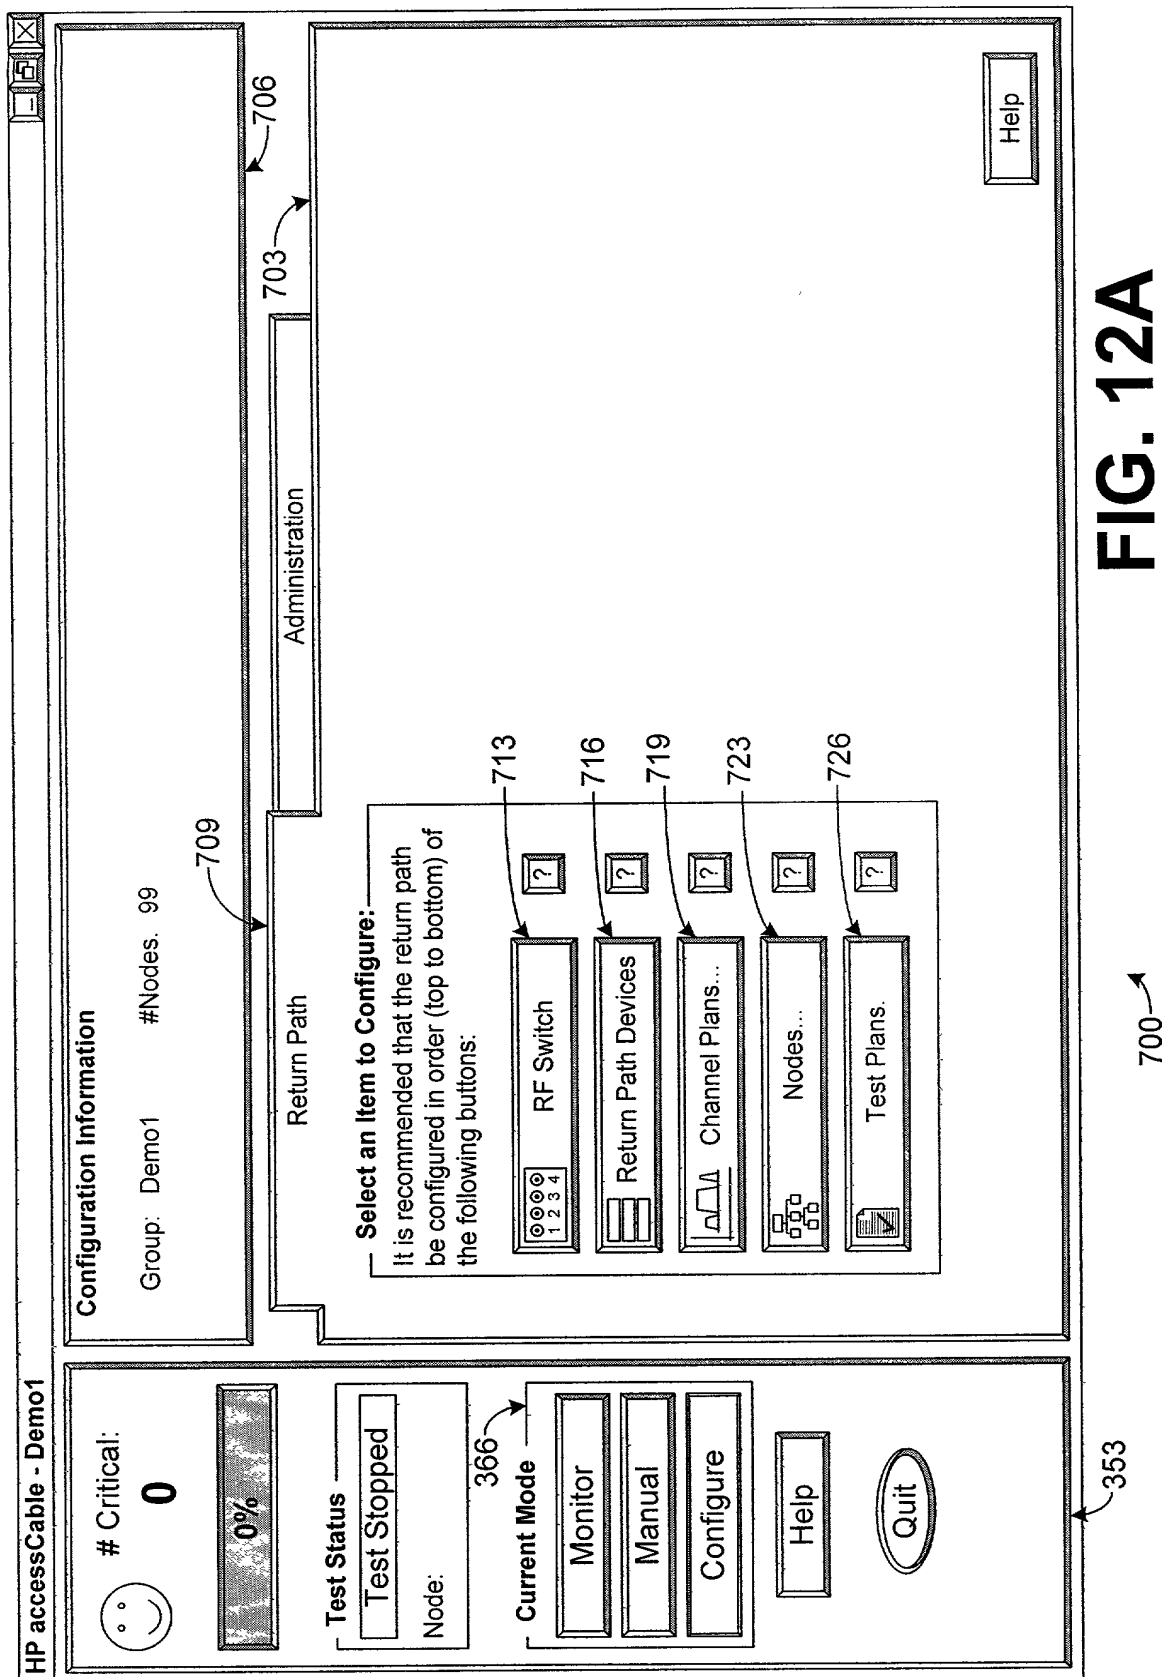 HP accessCable - Demo1
# Critical:
0
0%
Test Status
Test Stopped
Node:
366
Current Mode
Monitor
Manual
Configure
Help
Quit
353
Configuration Information
Group: Demo1 #Nodes. 99
706
709
703
Return Path
Administration
Select an Item to Configure:
It is recommended that the return path
be configured in order (top to bottom) of
the following buttons:
1 2 3 4
RF Switch
?
713
Return Path Devices
?
716
Channel Plans...
?
719
Nodes...
?
723
Test Plans.
?
726
Help
700
FIG. 12A